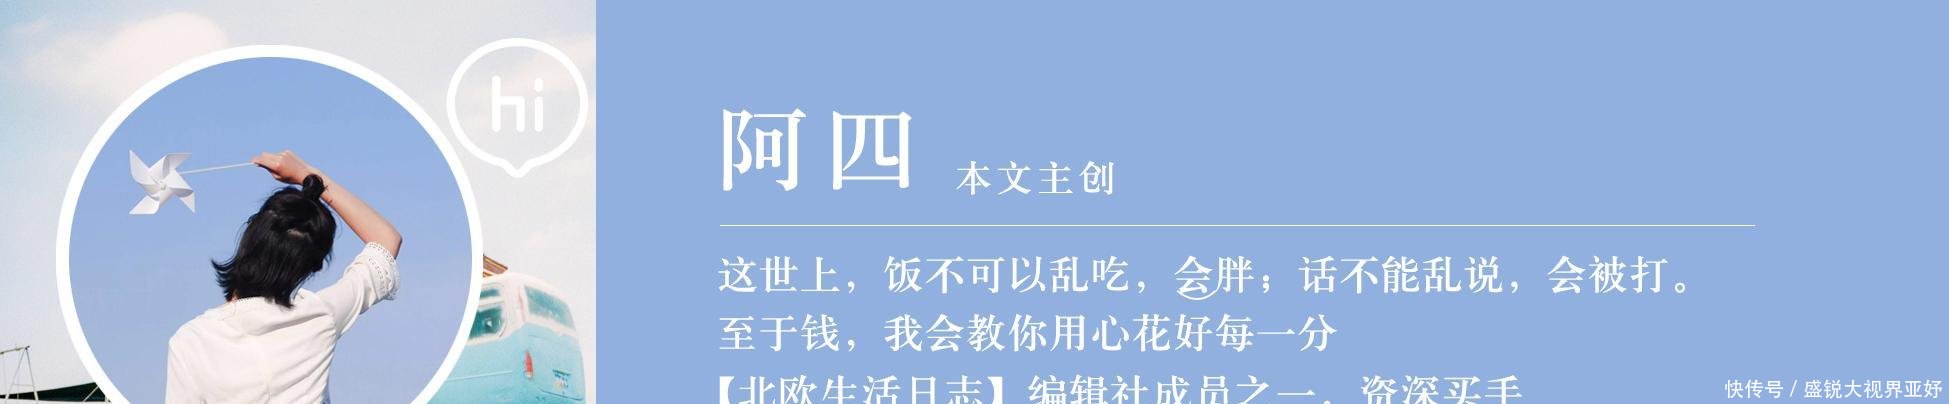 hi
阿四 本文主创
这世上，饭不可以乱吃，会胖；话不能乱说，会被打。
至于钱，我会教你用心花好每一分
【北欧生活日志】编辑社成员之一，资深买手
快传号 / 盛锐大视界亚妤